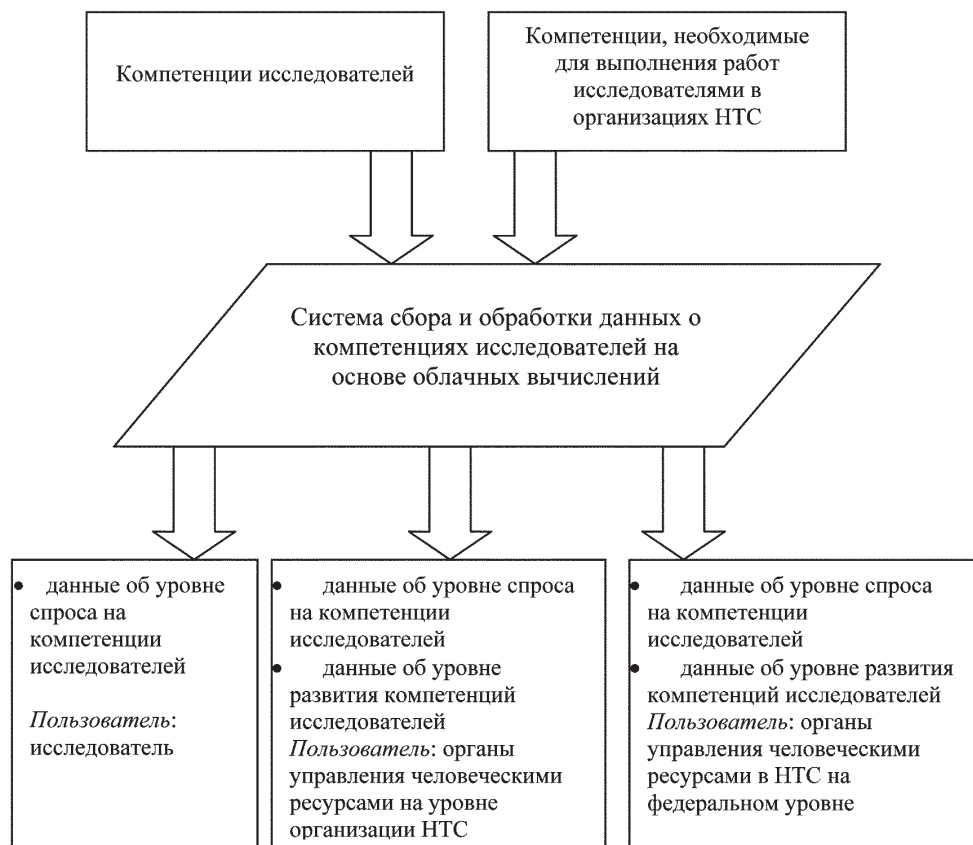 Компетенции исследователей
Компетенции, необходимые
для выполнения работ
исследователями в
организациях НТС
Система сбора и обработки данных о
компетенциях исследователей на
основе облачных вычислений
• данные об уровне
спроса на
компетенции
исследователей
Пользователь:
исследователь
• данные об уровне спроса
на компетенции
исследователей
• данные об уровне
развития компетенций
исследователей
Пользователь: органы
управления человеческими
ресурсами на уровне
организации НТС
• данные об уровне спроса
на компетенции
исследователей
• данные об уровне развития
компетенций исследователей
Пользователь: органы
управления человеческими
ресурсами в НТС на
федеральном уровне